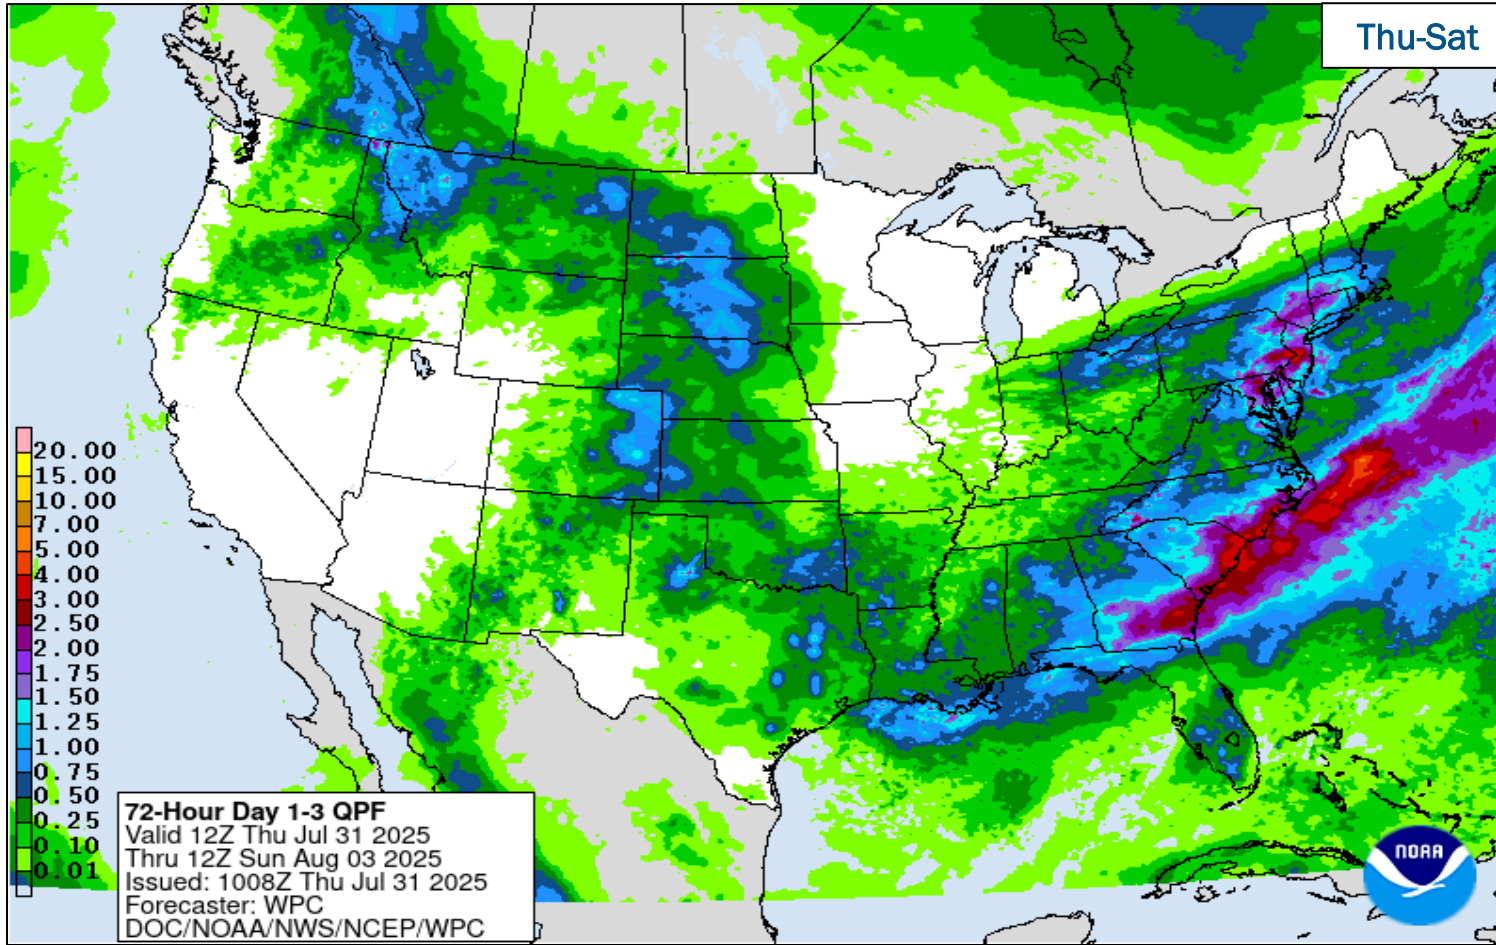 Thu-Sat
20.00
15.00
10.00
7.00
5.00
4.00
3.00
2.50
2.00
1.75
1.50
1.25
1.00
0.75
0.50
0.25
0.10
0.01
72-Hour Day 1-3 QPF
Valid 12Z Thu Jul 31 2025
Thru 12Z Sun Aug 03 2025
Issued: 1008Z Thu Jul 31 2025
Forecaster: WPC
DOC/NOAA/NWS/NCEP/WPC
NOAA